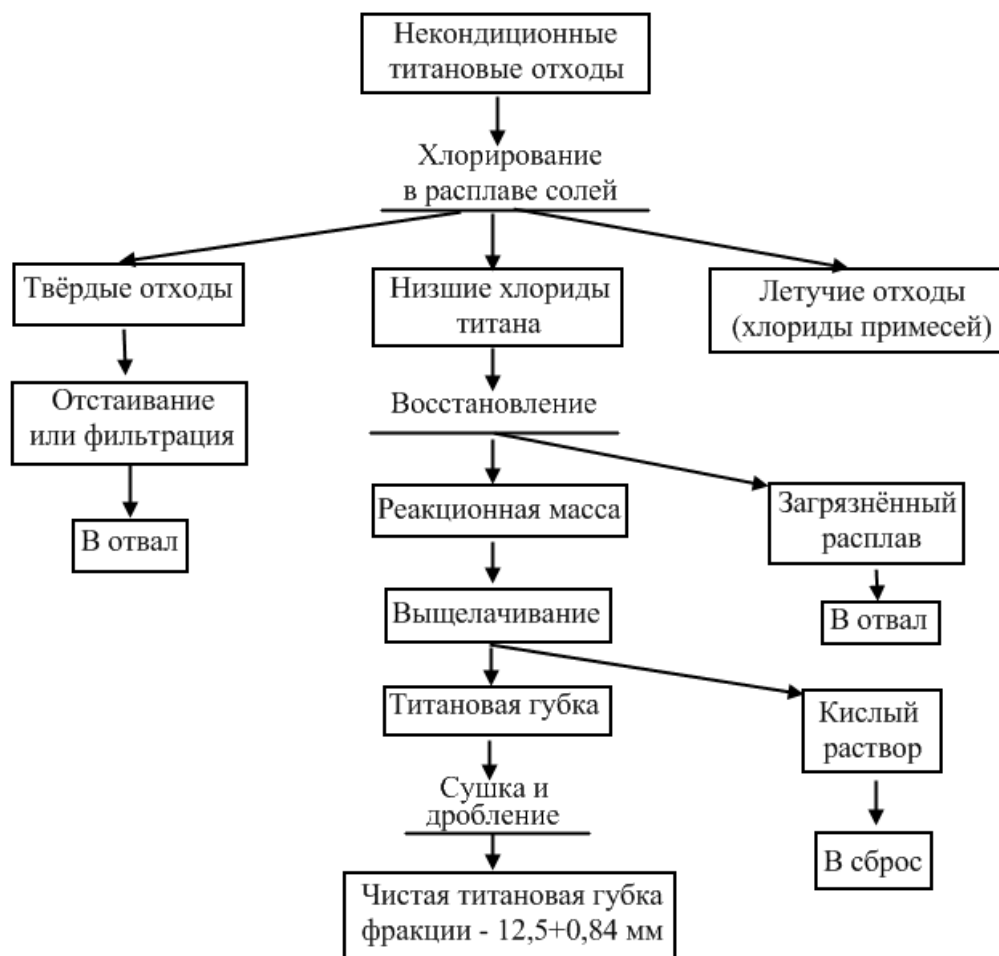 Некондиционные
титановые отходы
Хлорирование
в расплаве солей
Твёрдые отходы
Низшие хлориды
титана
Летучие отходы
(хлориды примесей)
Отстаивание
или фильтрация
Восстановление
В отвал
Реакционная масса
Загрязнённый
расплав
Выщелачивание
В отвал
Титановая губка
Кислый
раствор
Сушка и
дробление
В сброс
Чистая титановая губка
фракции - 12,5+0,84 мм